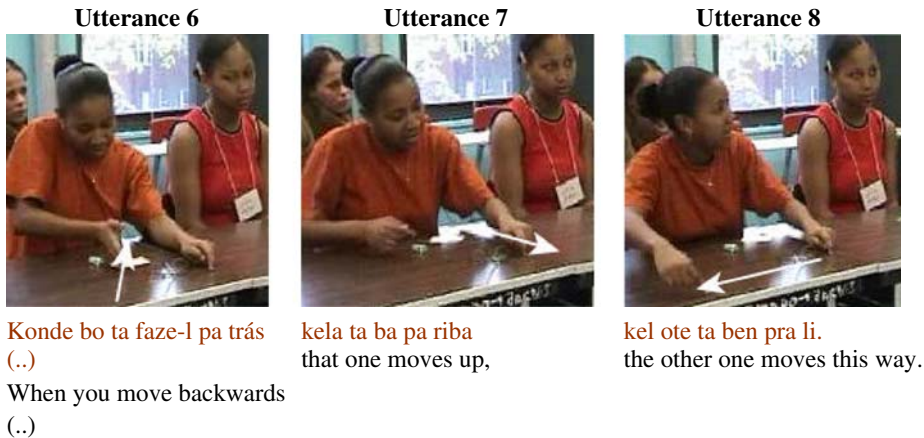 Utterance 6
Utterance 7
Utterance 8
Konde bo ta faze-l pa trás
(..)
When you move backwards
(..)
kela ta ba pa riba
that one moves up,
kel ote ta ben pra li.
the other one moves this way.